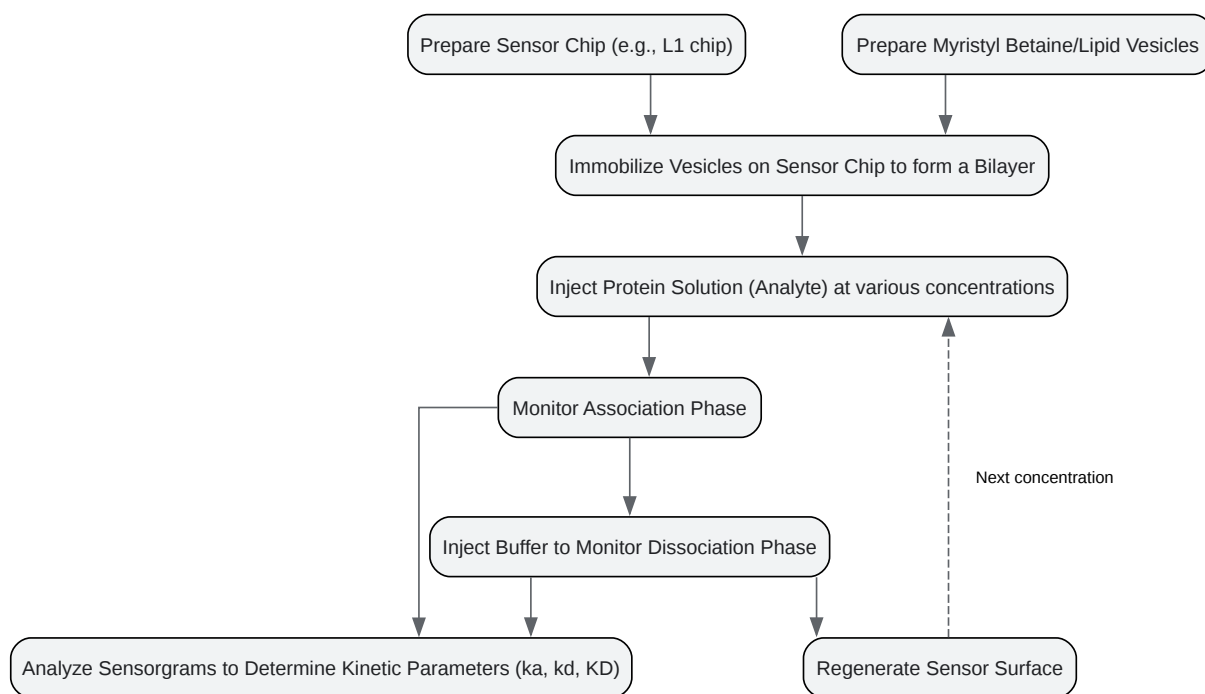 Prepare Sensor Chip (e.g., L1 chip)
Prepare Myristyl Betaine/Lipid Vesicles
Immobilize Vesicles on Sensor Chip to form a Bilayer
Inject Protein Solution (Analyte) at various concentrations
Monitor Association Phase
Next concentration
Inject Buffer to Monitor Dissociation Phase
Analyze Sensorgrams to Determine Kinetic Parameters (ka, kd, KD)
Regenerate Sensor Surface